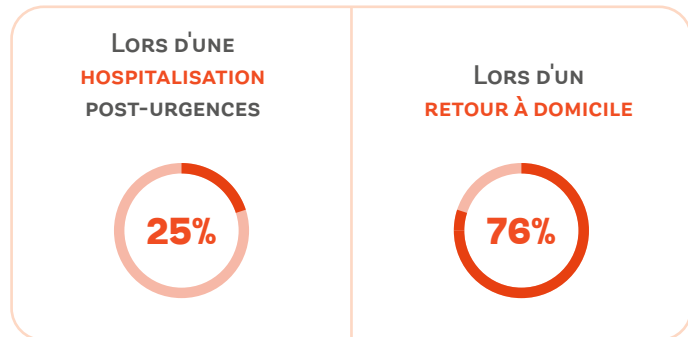 Lors d'une
hospitalisation
post-urgences
25%
Lors d'un
retour à domicile
76%